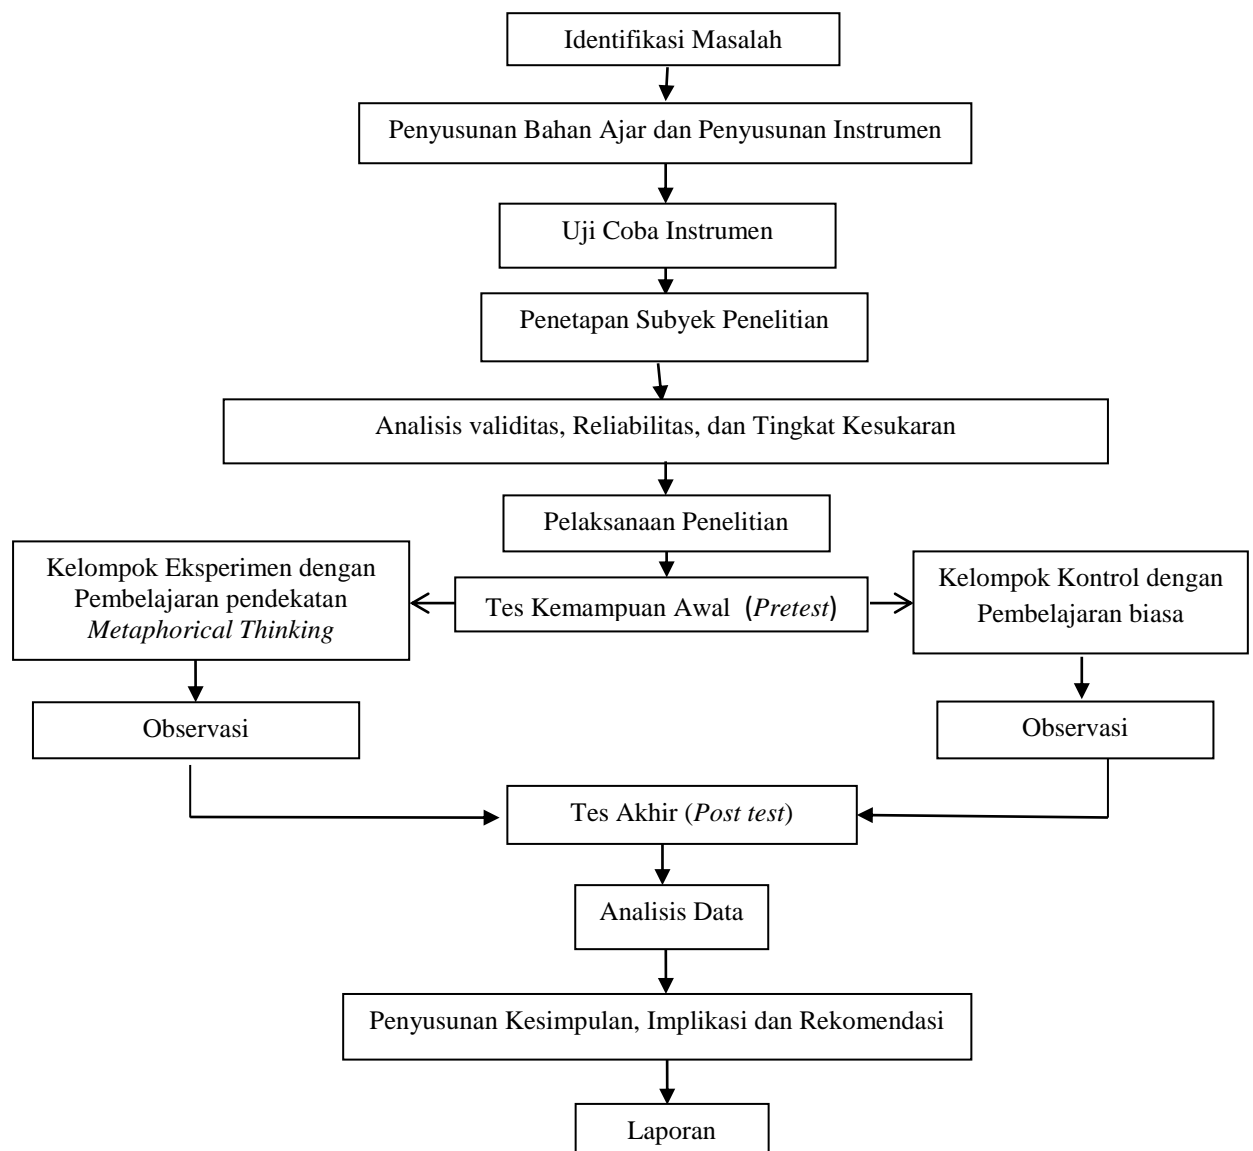 Identifikasi Masalah
Penyusunan Bahan Ajar dan Penyusunan Instrumen
Uji Coba Instrumen
Penetapan Subyek Penelitian
Analisis validitas, Reliabilitas, dan Tingkat Kesukaran
Pelaksanaan Penelitian
Kelompok Eksperimen dengan
Pembelajaran pendekatan
Metaphorical Thinking
Tes Kemampuan Awal (Pretest)
Kelompok Kontrol dengan
Pembelajaran biasa
Observasi
Observasi
Tes Akhir (Post test)
Analisis Data
Penyusunan Kesimpulan, Implikasi dan Rekomendasi
Laporan